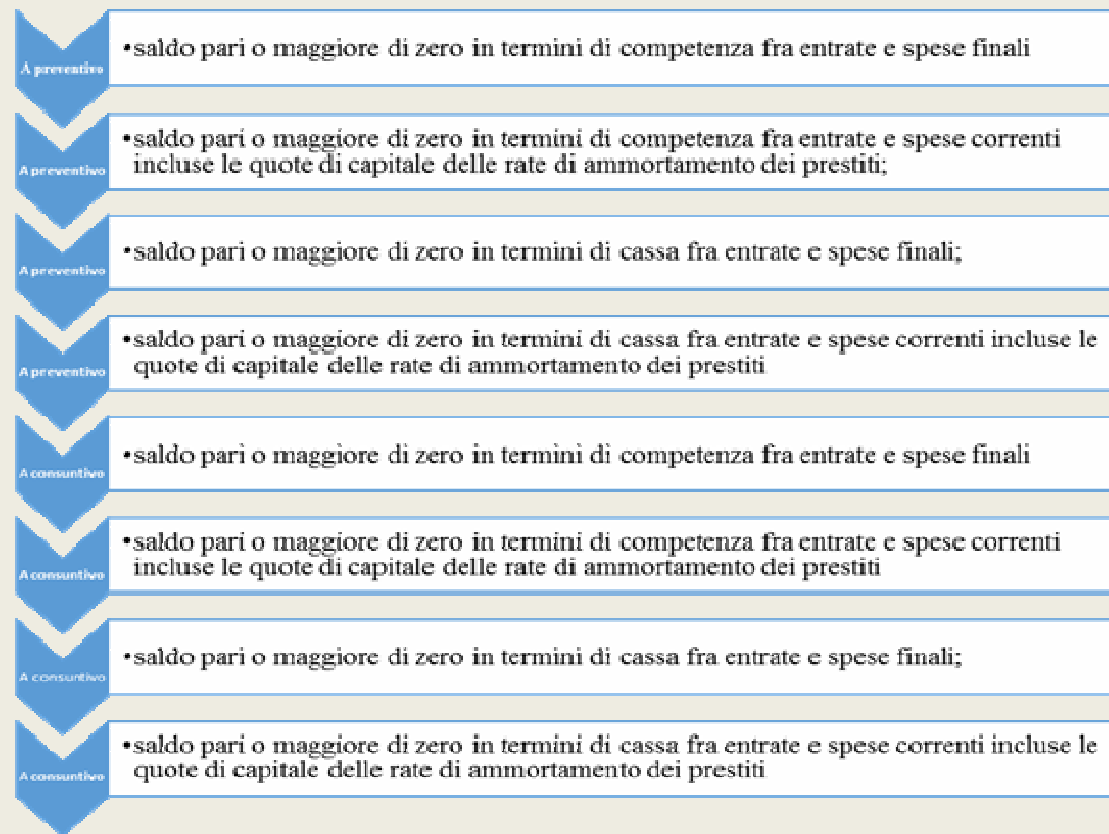 A preventivo
•saldo pari o maggiore di zero in termini di competenza fra entrate e spese finali
A preventivo
•saldo pari o maggiore di zero in termini di competenza fra entrate e spese correnti
incluse le quote di capitale delle rate di ammortamento dei prestiti;
A preventivo
•saldo pari o maggiore di zero in termini di cassa fra entrate e spese finali;
A preventivo
•saldo pari o maggiore di zero in termini di cassa fra entrate e spese correnti incluse le
quote di capitale delle rate di ammortamento dei prestiti
A consuntivo
•saldo pari o maggiore di zero in termini di competenza fra entrate e spese finali
A consuntivo
•saldo pari o maggiore di zero in termini di competenza fra entrate e spese correnti
incluse le quote di capitale delle rate di ammortamento dei prestiti
A consuntivo
•saldo pari o maggiore di zero in termini di cassa fra entrate e spese finali;
A consuntivo
•saldo pari o maggiore di zero in termini di cassa fra entrate e spese correnti incluse le
quote di capitale delle rate di ammortamento dei prestiti